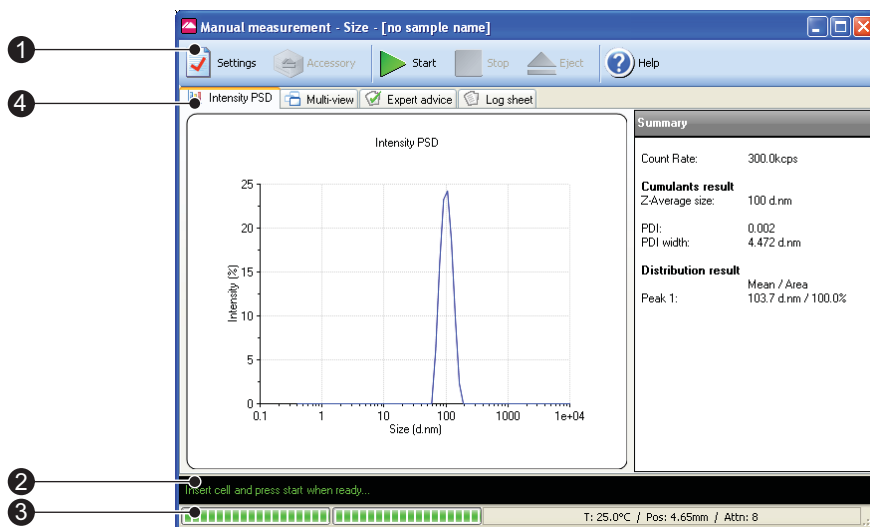 Manual measurement - Size - [no sample name]
1
Settings
Accessory
Start
Stop
Eject
Help
4
Intensity PSD
Multi-view
Expert advice
Log sheet
Intensity PSD
25
20
15
10
5
0
Intensity (%)
0.1
1
10
100
1000
1e+04
Size (d.nm)
Summary
Count Rate: 300.0kcps
Cumulants result
Z-Average size: 100 d.nm
PDI: 0.002
PDI width: 4.472 d.nm
Distribution result
Mean / Area
Peak 1: 103.7 d.nm / 100.0%
2
Insert cell and press start when ready...
3
T: 25.0°C / Pos: 4.65mm / Attn: 8